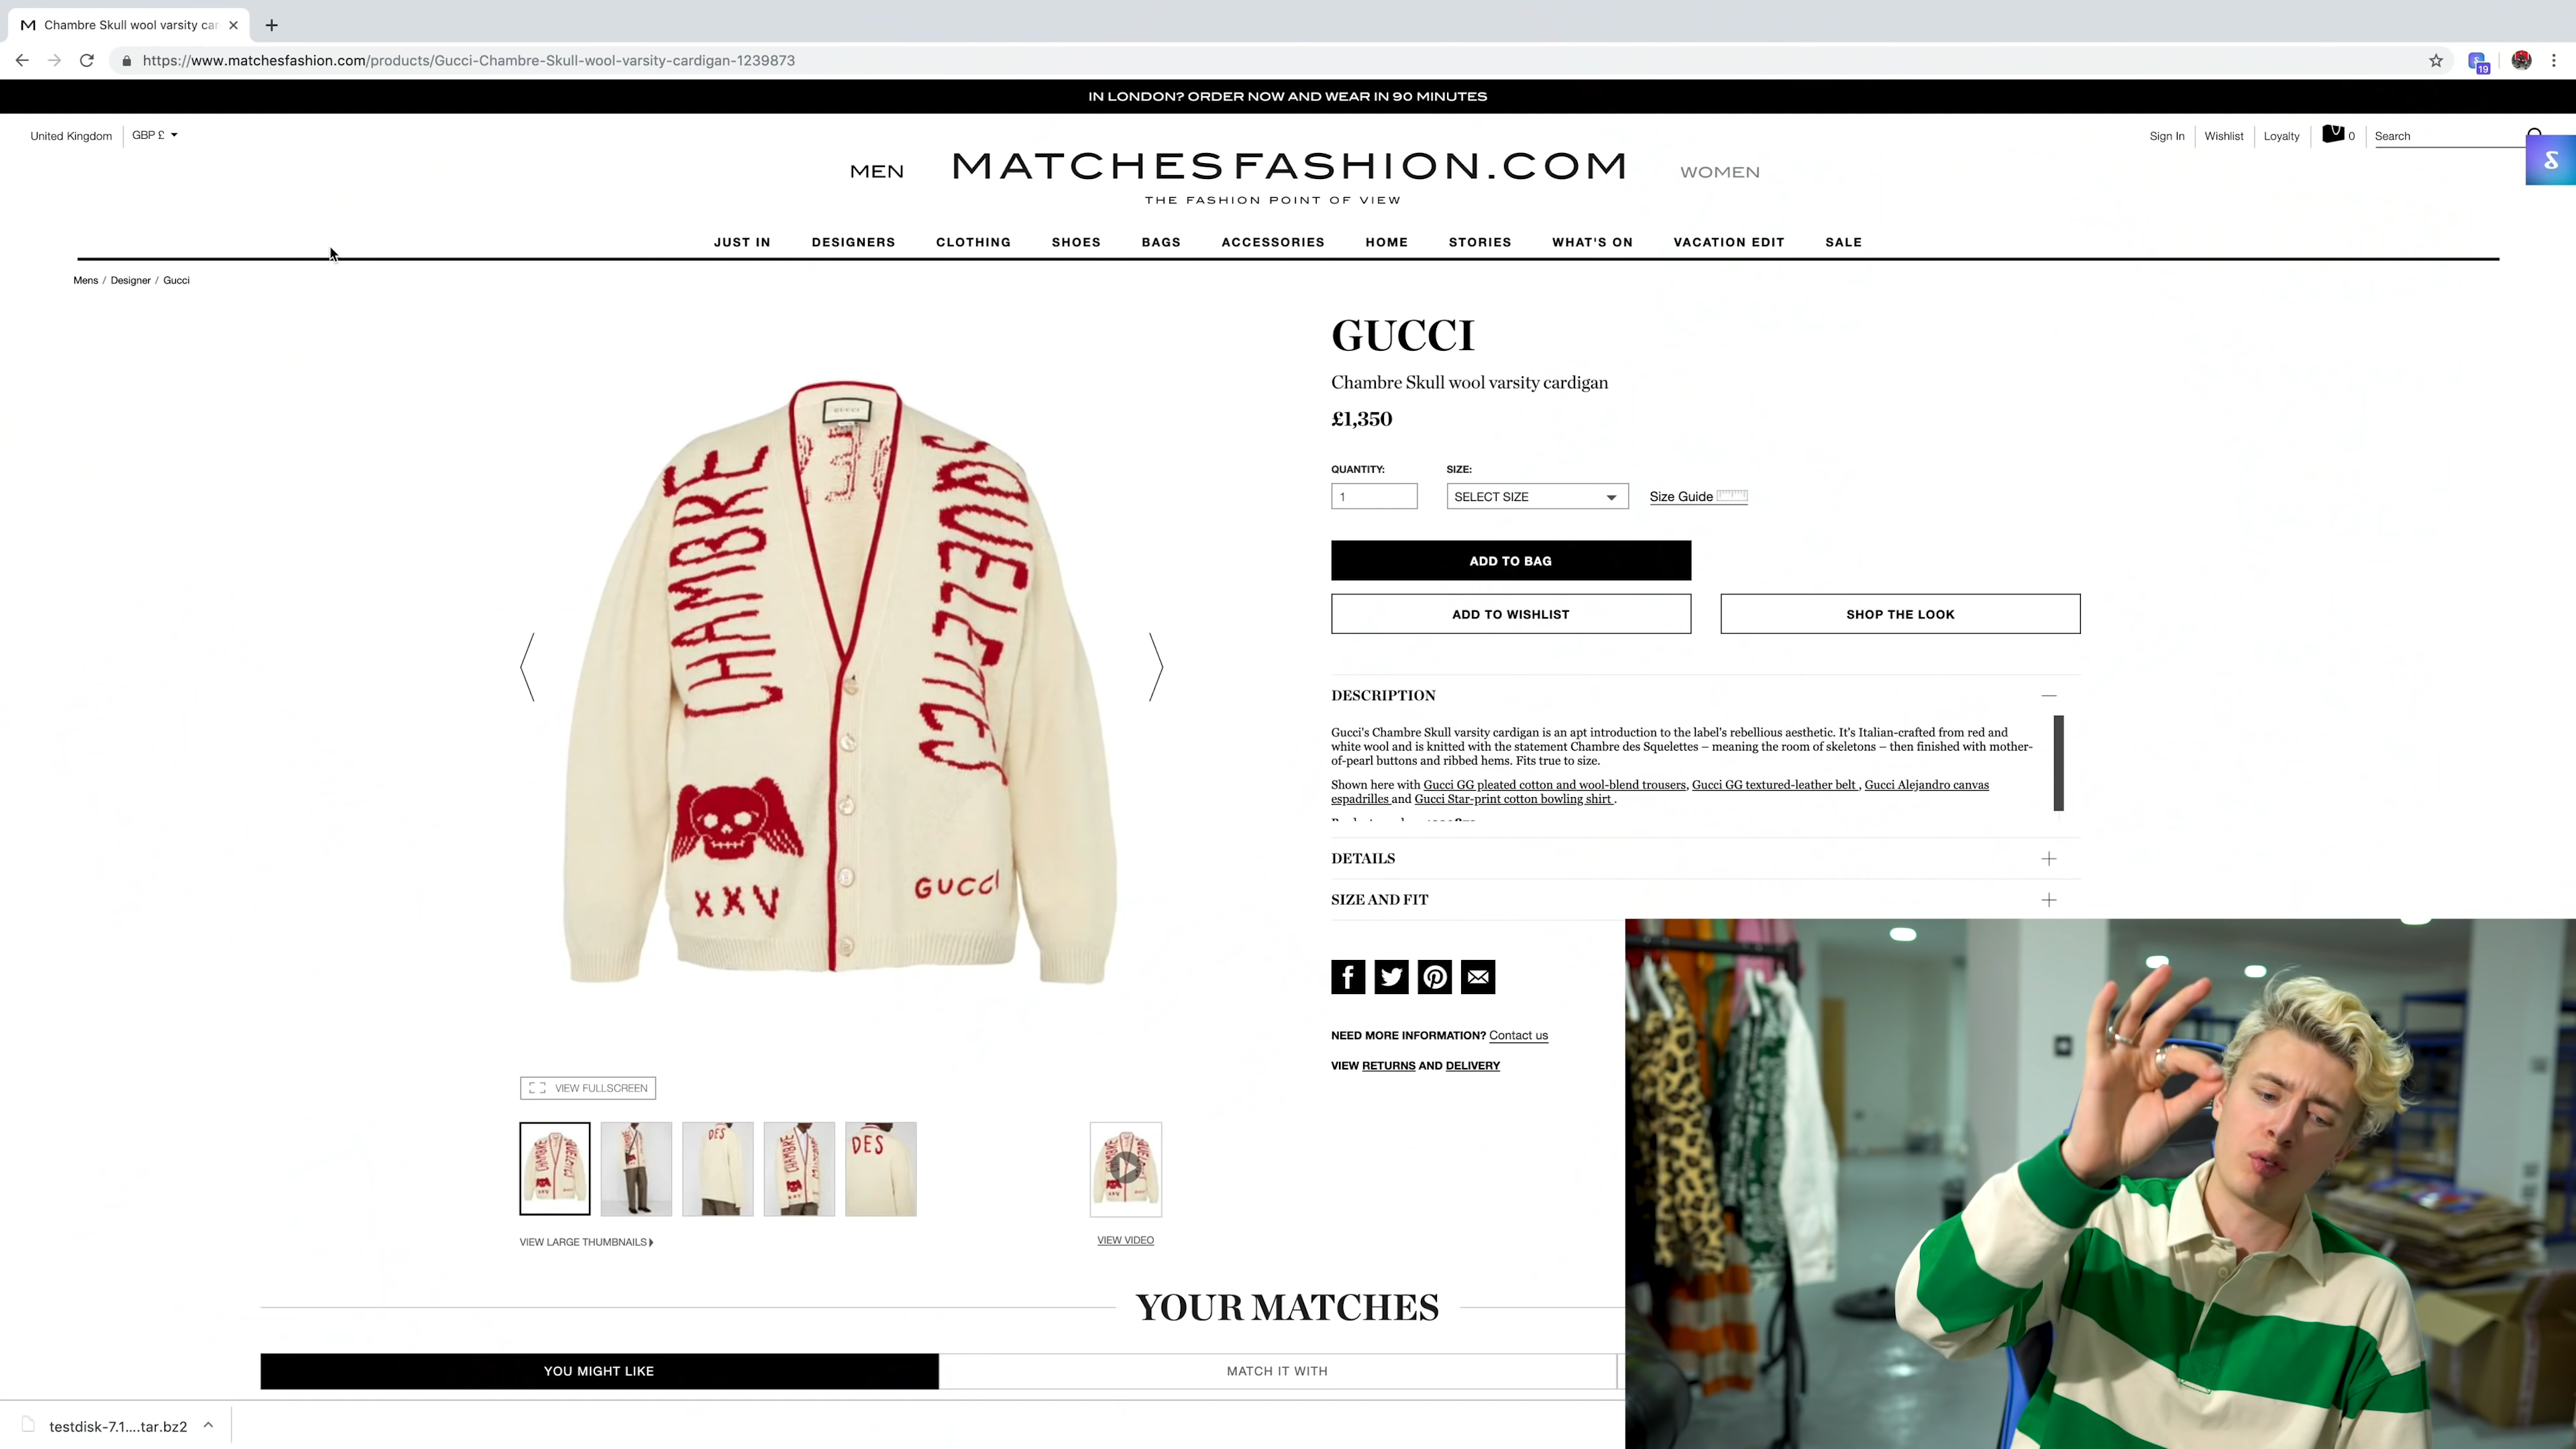 Chambre Skull wool varsity car
https://www.matchesfashion.com/products/Gucci-Chambre-Skull-wool-varsity-cardigan-1239873
19
IN LONDON? ORDER NOW AND WEAR IN 90 MINUTES
United Kingdom GBP £
Sign In Wishlist Loyalty 0 Search
MEN MATCHESFASHION.COM WOMEN
THE FASHION POINT OF VIEW
JUST IN DESIGNERS CLOTHING SHOES BAGS ACCESSORIES HOME STORIES WHAT'S ON VACATION EDIT SALE
Mens / Designer / Gucci
GUCCI
CHAMBRE
SQUELETTES
XXV
GUCCI
GUCCI
Chambre Skull wool varsity cardigan
£1,350
QUANTITY: SIZE:
1 SELECT SIZE Size Guide
ADD TO BAG
ADD TO WISHLIST SHOP THE LOOK
DESCRIPTION
Gucci's Chambre Skull varsity cardigan is an apt introduction to the label's rebellious aesthetic. It's Italian-crafted from red and
white wool and is knitted with the statement Chambre des Squelettes – meaning the room of skeletons – then finished with mother-
of-pearl buttons and ribbed hems. Fits true to size.
Shown here with Gucci GG pleated cotton and wool-blend trousers, Gucci GG textured-leather belt , Gucci Alejandro canvas
espadrilles and Gucci Star-print cotton bowling shirt .
DETAILS
SIZE AND FIT
NEED MORE INFORMATION? Contact us
VIEW RETURNS AND DELIVERY
VIEW FULLSCREEN
DES
DES
VIEW LARGE THUMBNAILS
VIEW VIDEO
YOUR MATCHES
YOU MIGHT LIKE
MATCH IT WITH
testdisk-7.1....tar.bz2